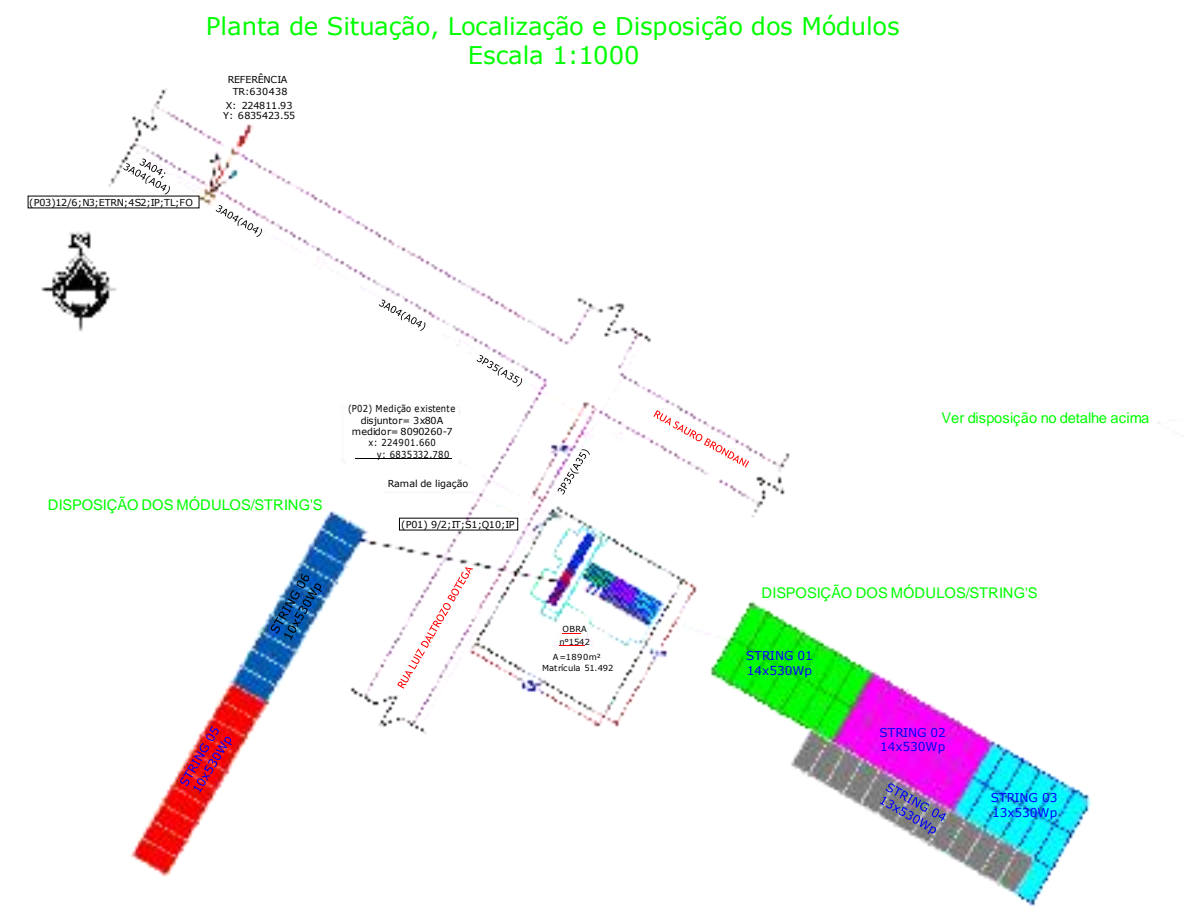 Planta de Situação, Localização e Disposição dos Módulos
Escala 1:1000
REFERÊNCIA
TR:630438
X: 224811.93
Y: 6835423.55
3A04;
3A04(A04)
(P03)12/6;N3;ETRN;4S2;IP;TL;FO
3A04(A04)
N
3A04(A04)
3P35(A35)
(P02) Medição existente
disjuntor= 3x80A
medidor= 8090260-7
x: 224901.660
y: 6835332.780
RUA SAURO BRONDANI
Ver disposição no detalhe acima
3P35(A35)
Ramal de ligação
DISPOSIÇÃO DOS MÓDULOS/STRING'S
(P01) 9/2;IT;S1;Q10;IP
RUA LUIZ DALTROZO BOTEGA
STRING 06
10x530Wp
DISPOSIÇÃO DOS MÓDULOS/STRING'S
OBRA
nº1542
A=1890m²
Matrícula 51.492
STRING 01
14x530Wp
STRING 02
14x530Wp
STRING 05
10x530Wp
STRING 04
13x530Wp
STRING 03
13x530Wp